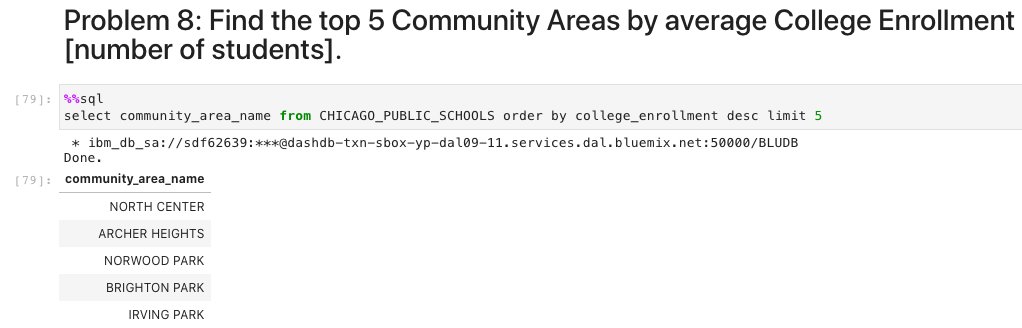 Problem 8: Find the top 5 Community Areas by average College Enrollment
[number of students].
[79]: %%sql
select community_area_name from CHICAGO_PUBLIC_SCHOOLS order by college_enrollment desc limit 5
* ibm_db_sa://sdf62639:***@dashdb-txn-sbox-yp-dal09-11.services.dal.bluemix.net:50000/BLUDB
Done.
[79]: community_area_name
NORTH CENTER
ARCHER HEIGHTS
NORWOOD PARK
BRIGHTON PARK
IRVING PARK